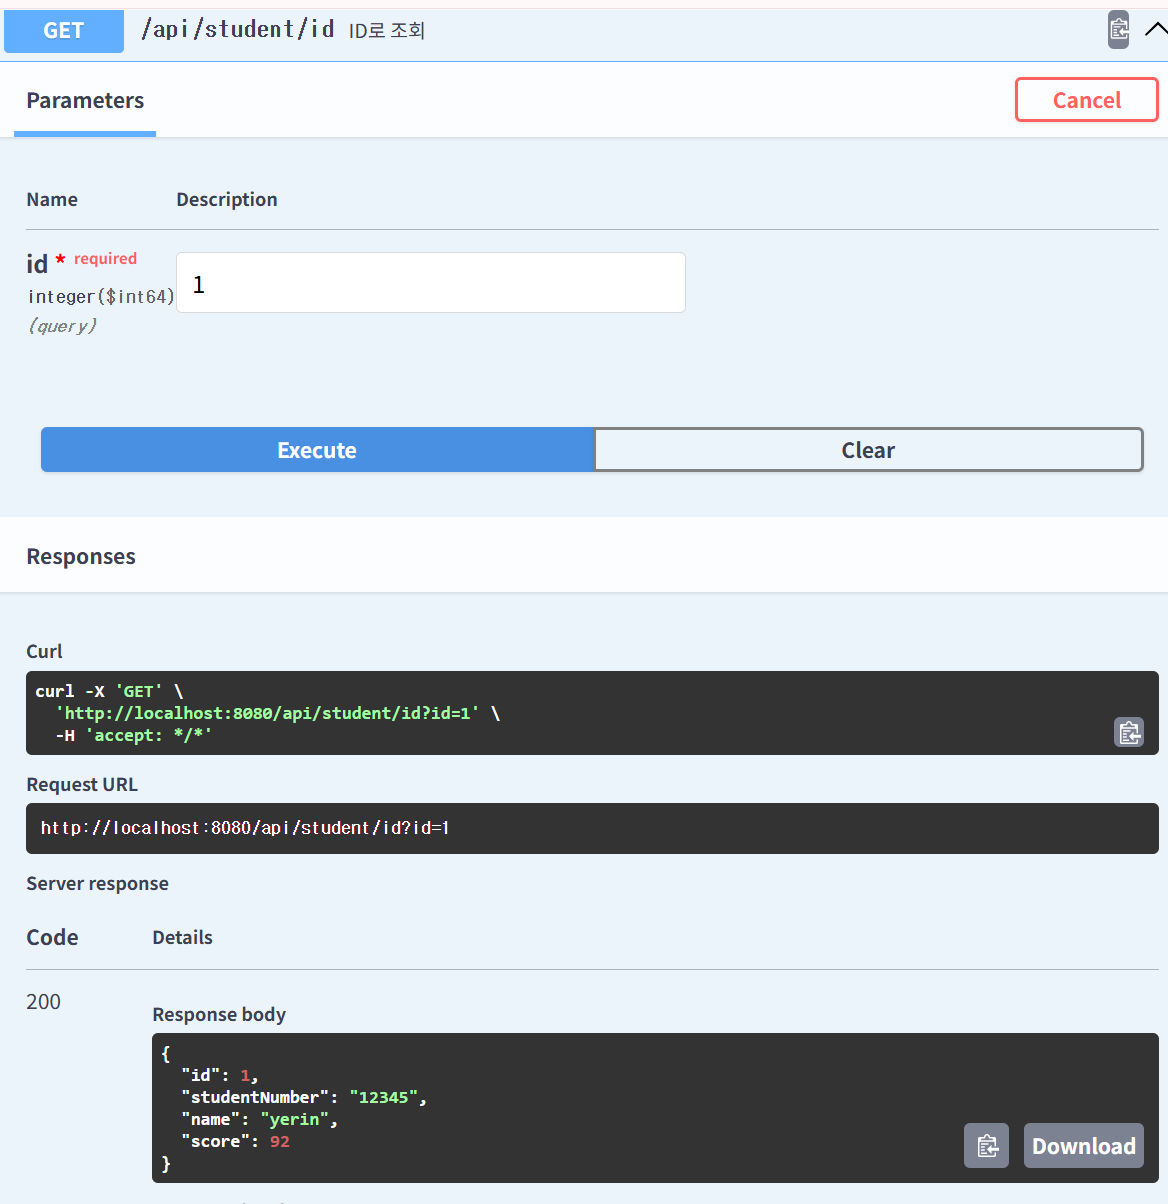 GET /api/student/id ID로 조회
Parameters
Cancel
Name Description
id * required
integer($int64)
(query)
1
Execute
Clear
Responses
Curl
curl -X 'GET' \
  'http://localhost:8080/api/student/id?id=1' \
  -H 'accept: */*'
Request URL
http://localhost:8080/api/student/id?id=1
Server response
Code Details
200
Response body
{
  "id": 1,
  "studentNumber": "12345",
  "name": "yerin",
  "score": 92
}
Download